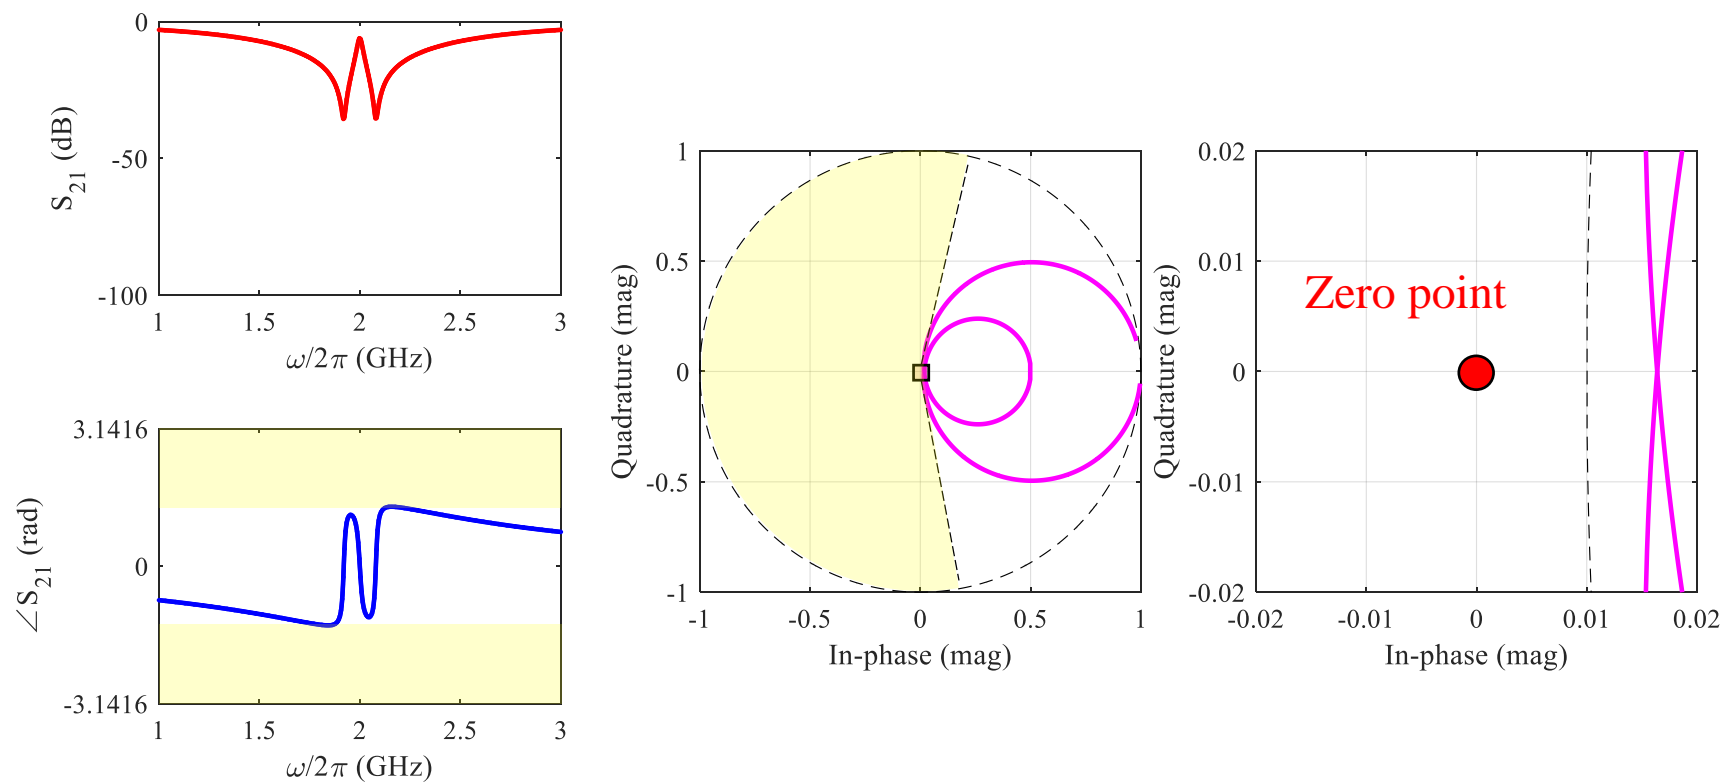 0
-50
-100
S21 (dB)
1 1.5 2 2.5 3
ω/2π (GHz)
3.1416
0
-3.1416
∠S21 (rad)
1 1.5 2 2.5 3
ω/2π (GHz)
1
0.5
0
-0.5
-1
Quadrature (mag)
-1 -0.5 0 0.5 1
In-phase (mag)
0.02
0.01
0
-0.01
-0.02
Quadrature (mag)
Zero point
-0.02 -0.01 0 0.01 0.02
In-phase (mag)